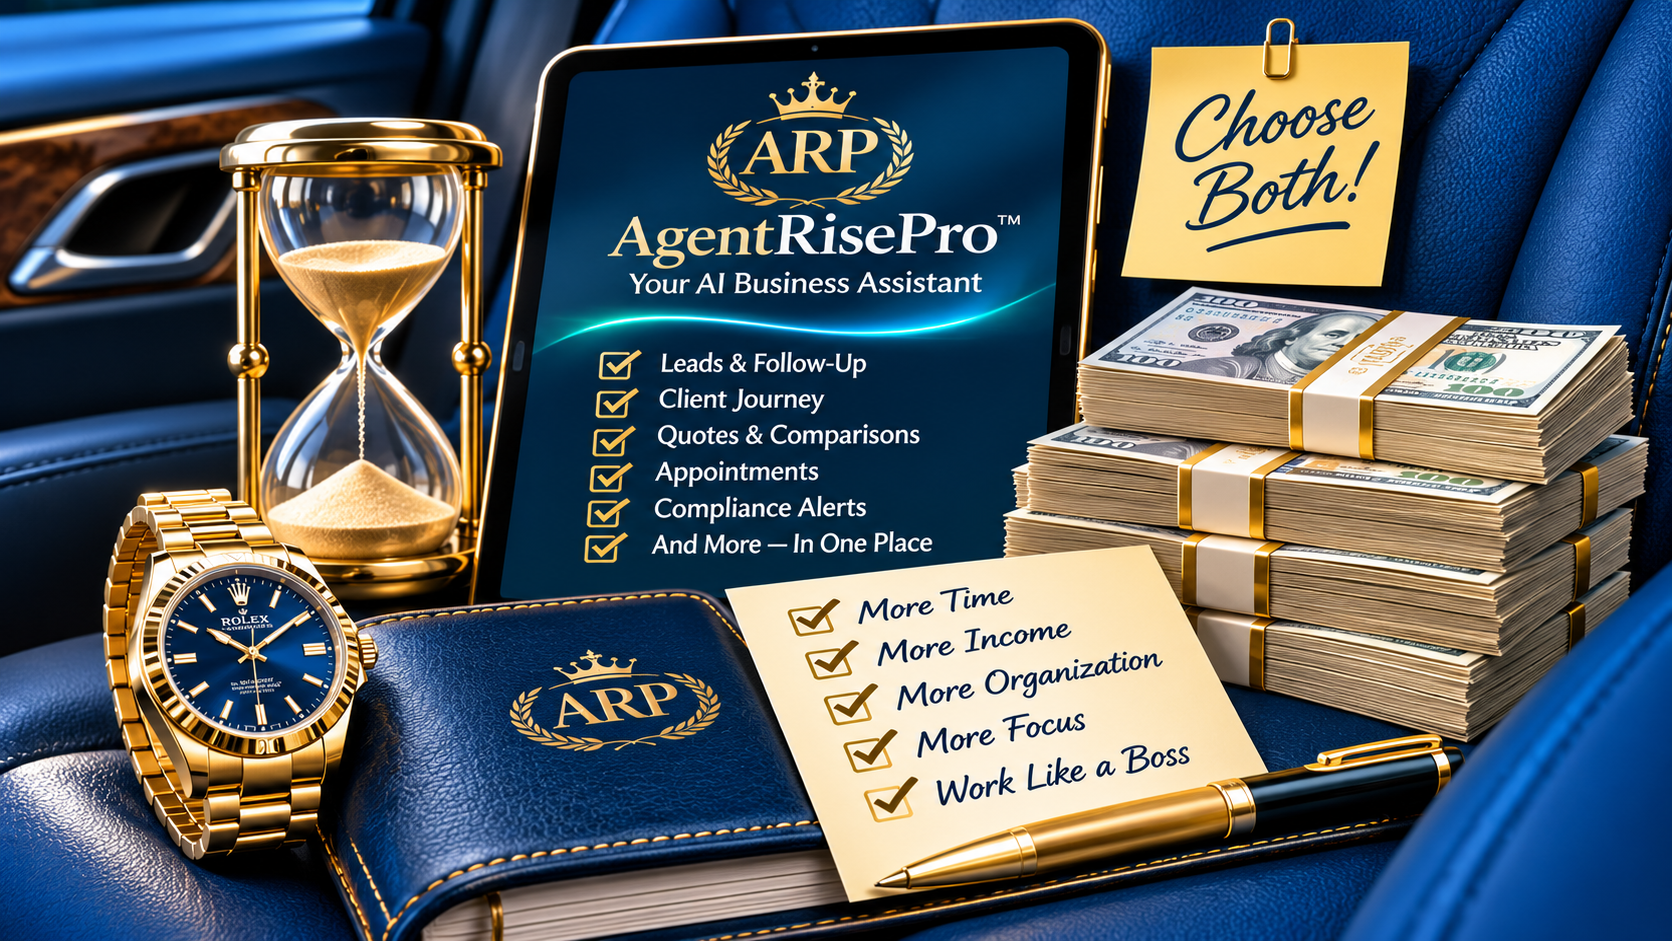 ARP
AgentRisePro™
Your AI Business Assistant
Leads & Follow-Up
Client Journey
Quotes & Comparisons
Appointments
Compliance Alerts
And More — In One Place
Choose
Both!
100
100
100
ROLEX
ARP
More Time
More Income
More Organization
More Focus
Work Like a Boss